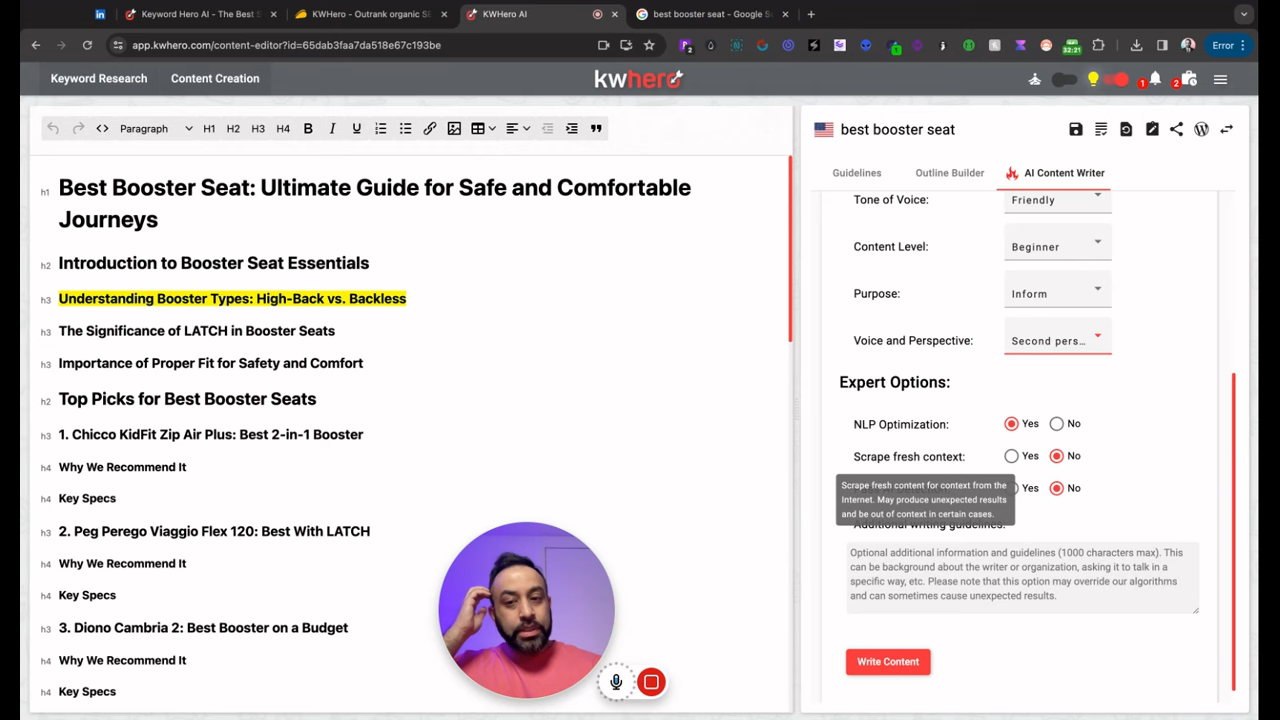 Keyword Hero AI – The Best S
KWHero - Outrank organic SE
KWHero AI
best booster seat - Google Se
app.kwhero.com/content-editor?id=65dab3faa7da518e67c193be
2
1
32:21
Error
Keyword Research
Content Creation
kwhero
1
2
Paragraph
H1
H2
H3
H4
B
I
U
h1 Best Booster Seat: Ultimate Guide for Safe and Comfortable
Journeys
h2 Introduction to Booster Seat Essentials
h3 Understanding Booster Types: High-Back vs. Backless
h3 The Significance of LATCH in Booster Seats
h3 Importance of Proper Fit for Safety and Comfort
h2 Top Picks for Best Booster Seats
h3 1. Chicco KidFit Zip Air Plus: Best 2-in-1 Booster
h4 Why We Recommend It
h4 Key Specs
h3 2. Peg Perego Viaggio Flex 120: Best With LATCH
h4 Why We Recommend It
h4 Key Specs
h3 3. Diono Cambria 2: Best Booster on a Budget
h4 Why We Recommend It
h4 Key Specs
best booster seat
Guidelines
Outline Builder
AI Content Writer
Tone of Voice: Friendly
Content Level: Beginner
Purpose: Inform
Voice and Perspective: Second pers...
Expert Options:
NLP Optimization: Yes No
Scrape fresh context: Yes No
Scrape fresh content for context from the
Internet. May produce unexpected results
and be out of context in certain cases.
Yes No
Additional writing guidelines:
Optional additional information and guidelines (1000 characters max). This
can be background about the writer or organization, asking it to talk in a
specific way, etc. Please note that this option may override our algorithms
and can sometimes cause unexpected results.
Write Content